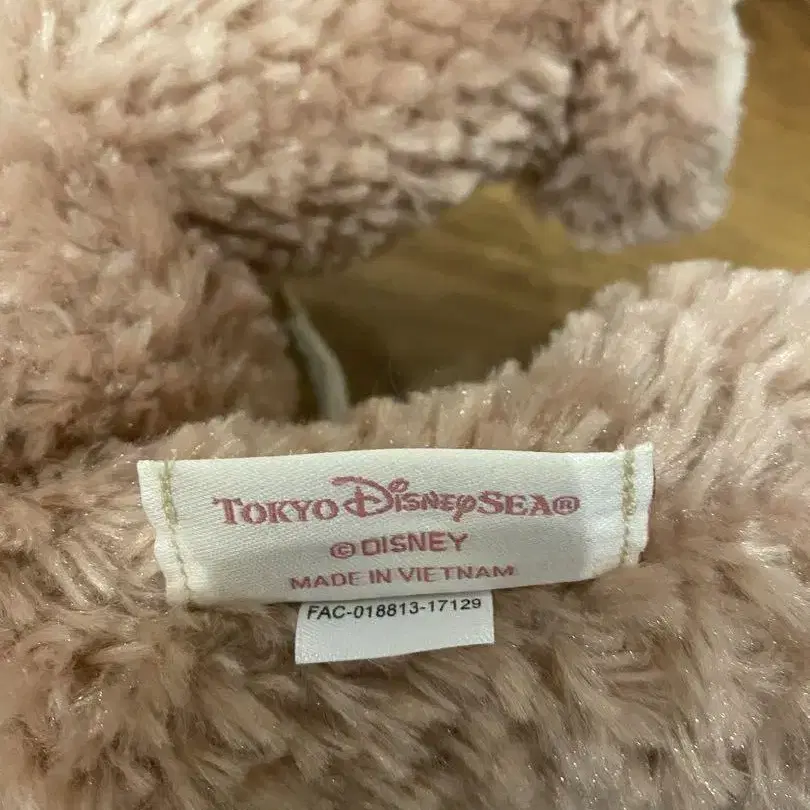 TOKYO DISNEYSEA®
© DISNEY
MADE IN VIETNAM
FAC-018813-17129